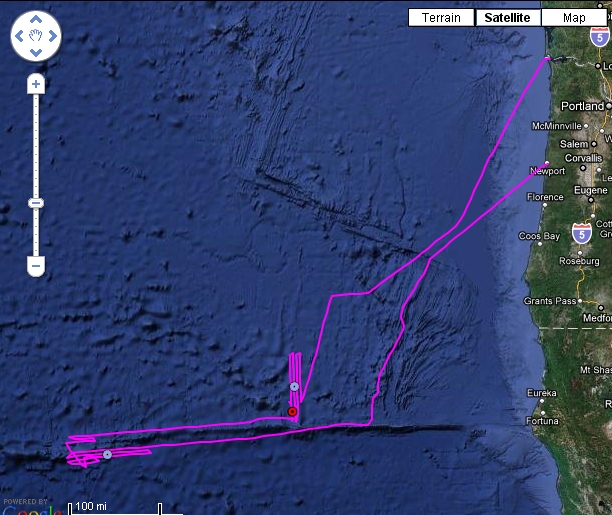 Terrain
Satellite
Map
5
Lo
Portland
McMinnville
W
Salem
Corvallis
Newport
Le
Eugene
Florence
Cott
Gro
Coos Bay
5
Roseburg
Grants Pass
Medfor
Mt Shas
Eureka
R
Fortuna
POWERED BY
Google
100 mi